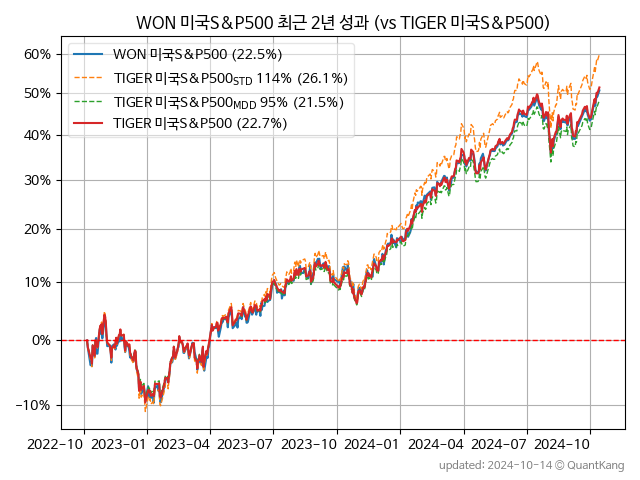 WON 미국S&P500 최근 2년 성과 (vs TIGER 미국S&P500)
WON 미국S&P500 (22.5%)
TIGER 미국S&P500STD 114% (26.1%)
TIGER 미국S&P500MDD 95% (21.5%)
TIGER 미국S&P500 (22.7%)
60%
50%
40%
30%
20%
10%
0%
−10%
2022-10 2023-01 2023-04 2023-07 2023-10 2024-01 2024-04 2024-07 2024-10
updated: 2024-10-14 © QuantKang